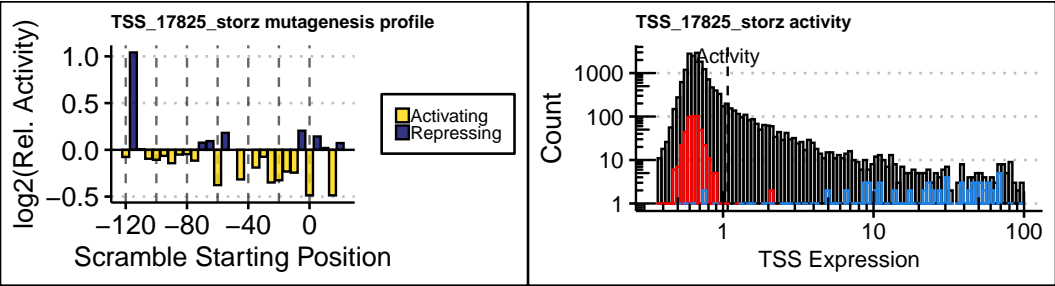 TSS_17825_storz mutagenesis profile
log2(Rel. Activity)
1.0
0.5
0.0
−0.5
−120
−80
−40
0
Scramble Starting Position
Activating
Repressing
TSS_17825_storz activity
Activity
Count
1000
100
10
1
1
10
100
TSS Expression